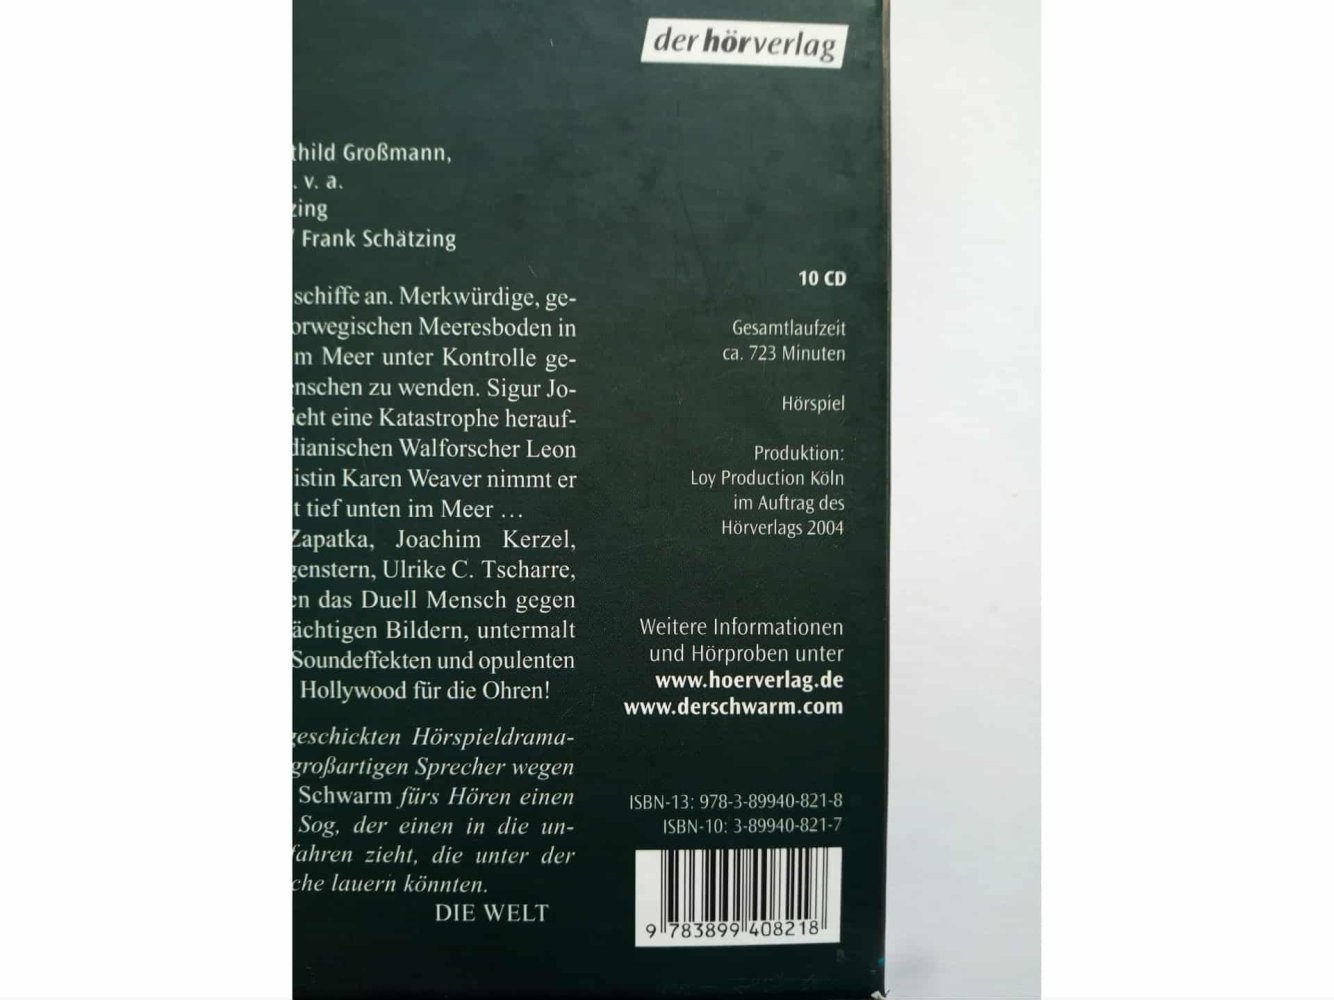 der hörverlag
thild Großmann,
. v. a.
zing
/ Frank Schätzing
schiffe an. Merkwürdige, ge-
orwegischen Meeresboden in
m Meer unter Kontrolle ge-
enschen zu wenden. Sigur Jo-
ieht eine Katastrophe herauf-
dianischen Walforscher Leon
istin Karen Weaver nimmt er
t tief unten im Meer …
Zapatka, Joachim Kerzel,
genstern, Ulrike C. Tscharre,
en das Duell Mensch gegen
ächtigen Bildern, untermalt
Soundeffekten und opulenten
Hollywood für die Ohren!
geschickten Hörspieldrama-
großartigen Sprecher wegen
Schwarm fürs Hören einen
Sog, der einen in die un-
fahren zieht, die unter der
che lauern könnten.
DIE WELT
10 CD
Gesamtlaufzeit
ca. 723 Minuten
Hörspiel
Produktion:
Loy Production Köln
im Auftrag des
Hörverlags 2004
Weitere Informationen
und Hörproben unter
www.hoerverlag.de
www.derschwarm.com
ISBN-13: 978-3-89940-821-8
ISBN-10: 3-89940-821-7
9 783899 408218